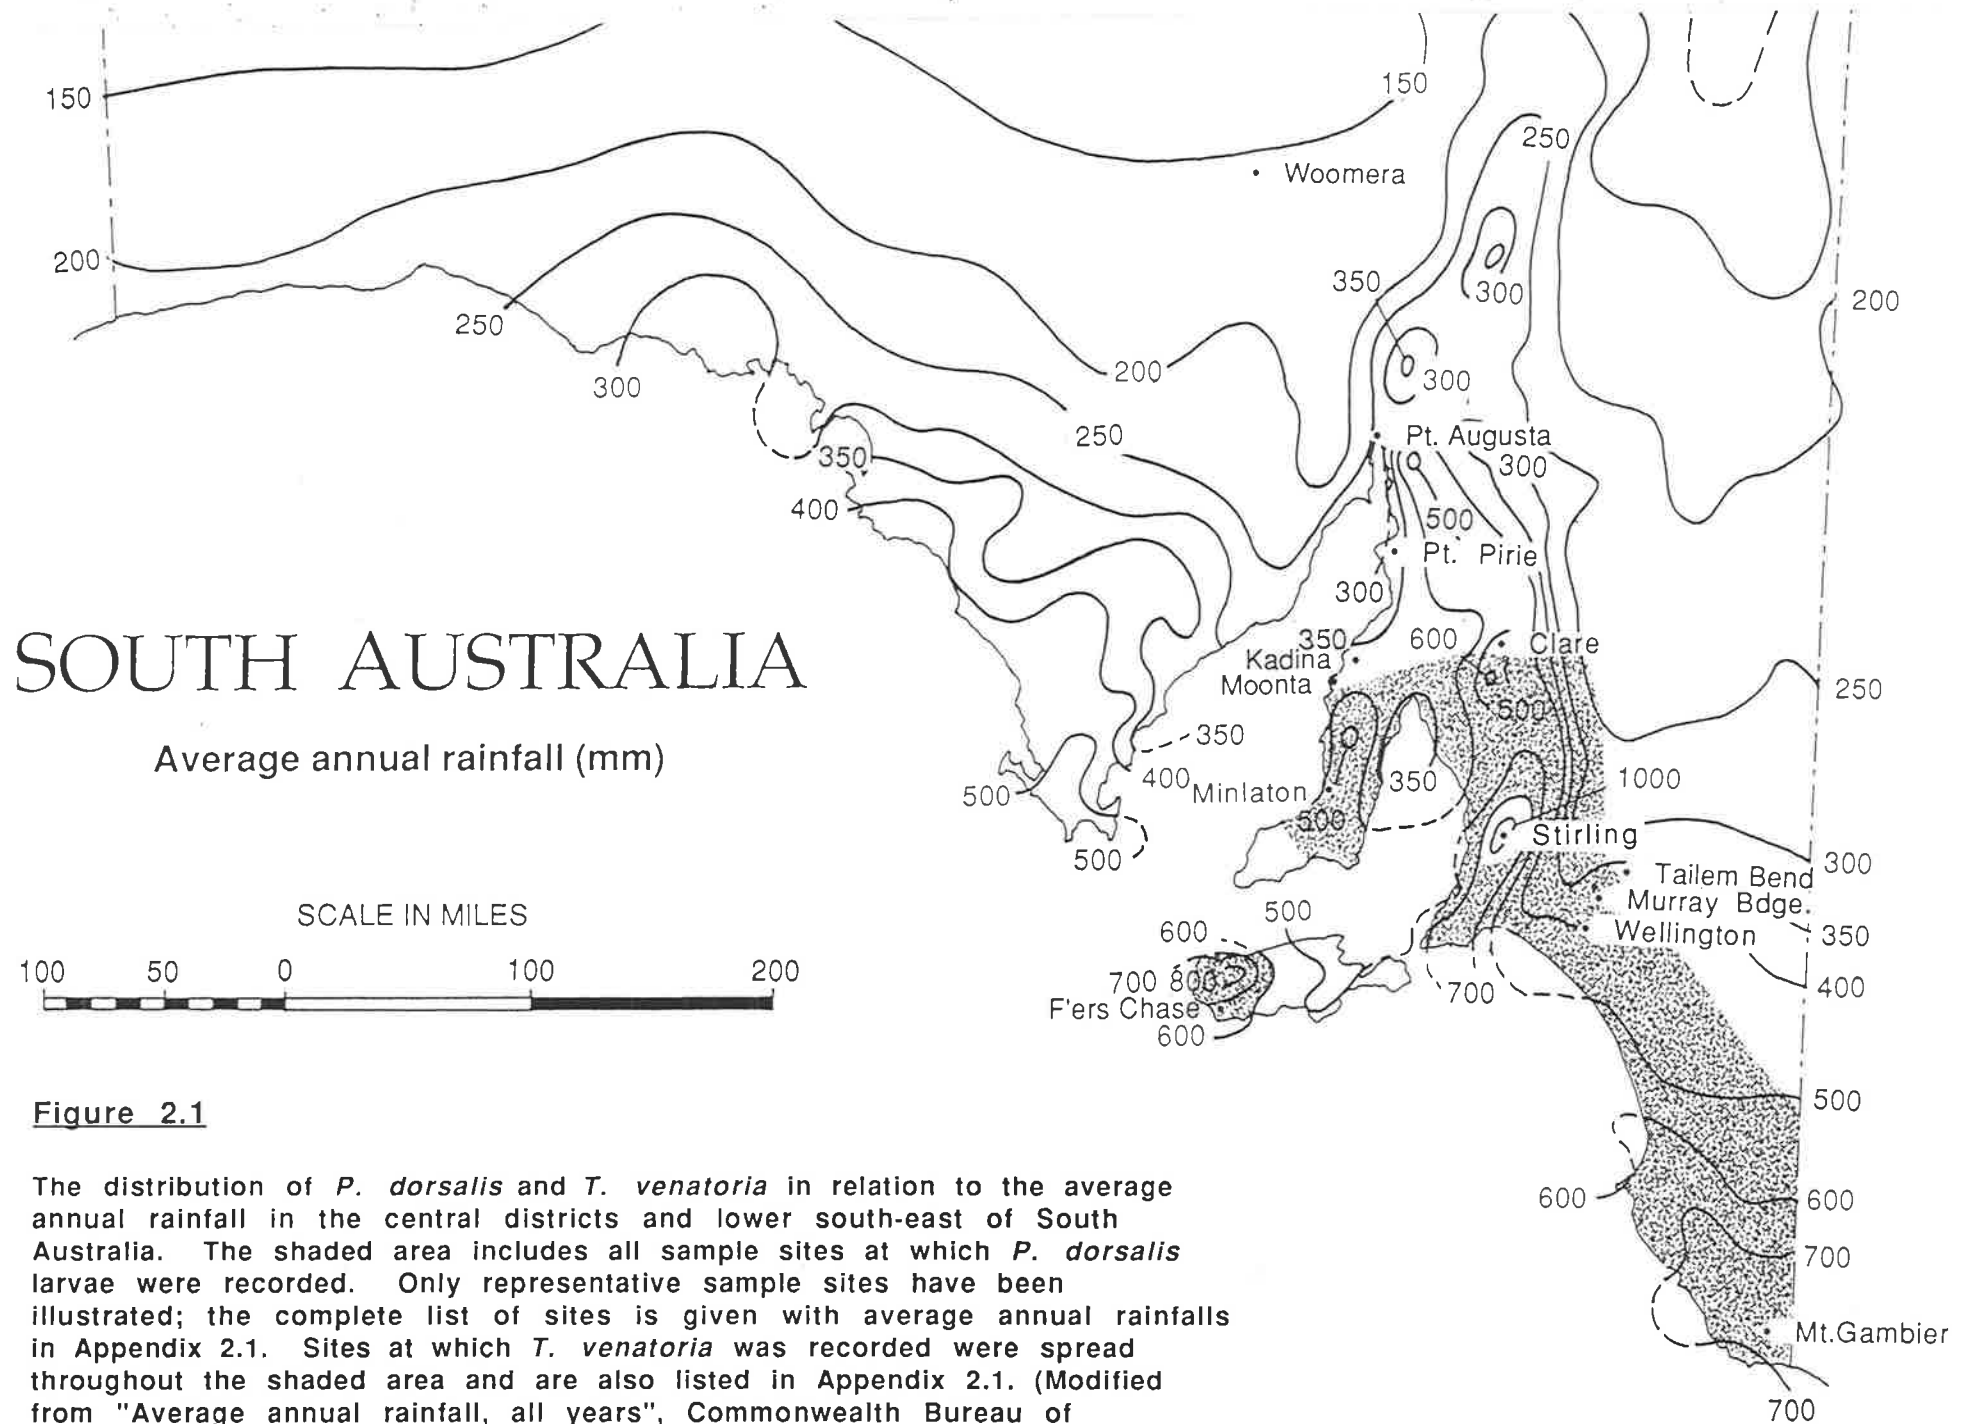 150
150
250
Woomera
200
350
300
200
250
300
200
300
250
Pt. Augusta
350
300
400
500
Pt. Pirie
300
SOUTH AUSTRALIA
350
600
Clare
Kadina
Moonta
250
500
Average annual rainfall (mm)
350
400
350
1000
500
Minlaton
500
Stirling
500
300
Tailem Bend
Murray Bdge.
SCALE IN MILES
500
600
Wellington
350
100 50 0 100 200
700 800
700
400
F'ers Chase
600
500
Figure 2.1
The distribution of P. dorsalis and T. venatoria in relation to the average
annual rainfall in the central districts and lower south-east of South
Australia. The shaded area includes all sample sites at which P. dorsalis
larvae were recorded. Only representative sample sites have been
illustrated; the complete list of sites is given with average annual rainfalls
in Appendix 2.1. Sites at which T. venatoria was recorded were spread
throughout the shaded area and are also listed in Appendix 2.1. (Modified
from "Average annual rainfall, all years", Commonwealth Bureau of
600
600
700
Mt.Gambier
700